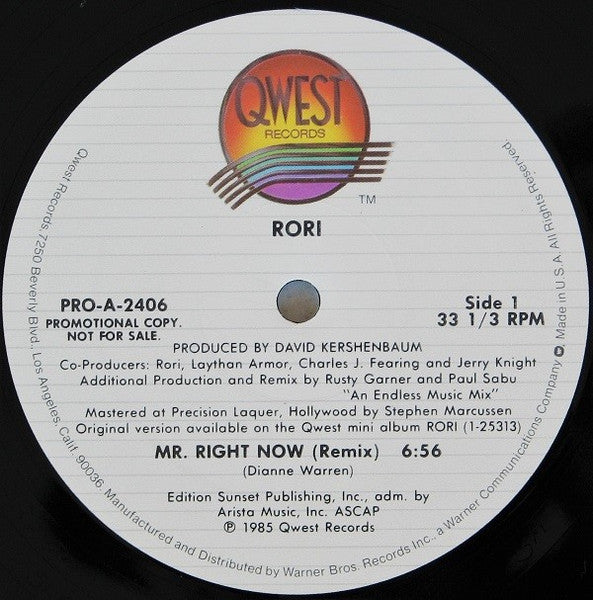 QWEST
RECORDS
TM
RORI
PRO-A-2406
PROMOTIONAL COPY.
NOT FOR SALE.
Side 1
33 1/3 RPM
PRODUCED BY DAVID KERSHENBAUM
Co-Producers: Rori, Laythan Armor, Charles J. Fearing and Jerry Knight
Additional Production and Remix by Rusty Garner and Paul Sabu
"An Endless Music Mix"
Mastered at Precision Laquer, Hollywood by Stephen Marcussen
Original version available on the Qwest mini album RORI (1-25313)
MR. RIGHT NOW (Remix) 6:56
(Dianne Warren)
Edition Sunset Publishing, Inc., adm. by
Arista Music, Inc. ASCAP
℗ 1985 Qwest Records
Qwest Records, 7250 Beverly Blvd., Los Angeles, Calif. 90036. Manufactured and Distributed by Warner Bros. Records Inc., a Warner Communications Company Made in U.S.A. All Rights Reserved.